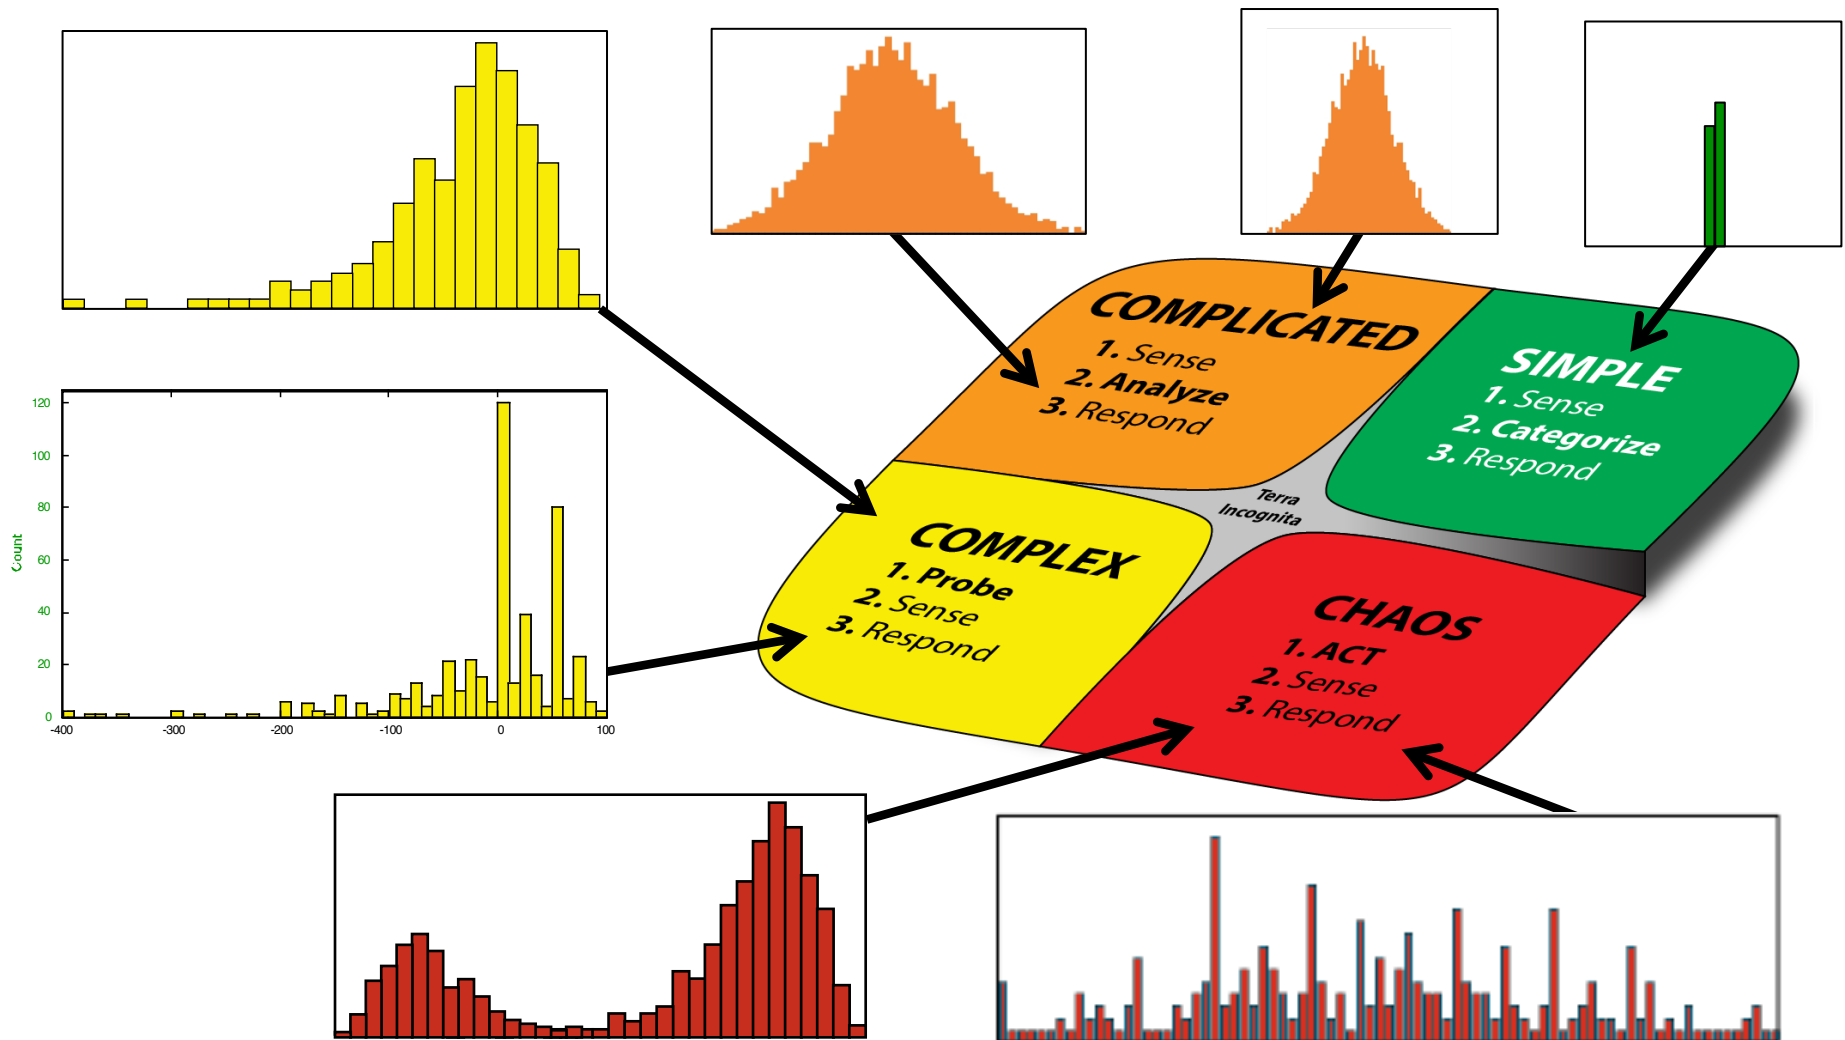 COMPLICATED
1. Sense
2. Analyze
3. Respond
SIMPLE
1. Sense
2. Categorize
3. Respond
Terra
Incognita
COMPLEX
1. Probe
2. Sense
3. Respond
CHAOS
1. ACT
2. Sense
3. Respond
Count
120
100
80
60
40
20
0
-400 -300 -200 -100 0 100